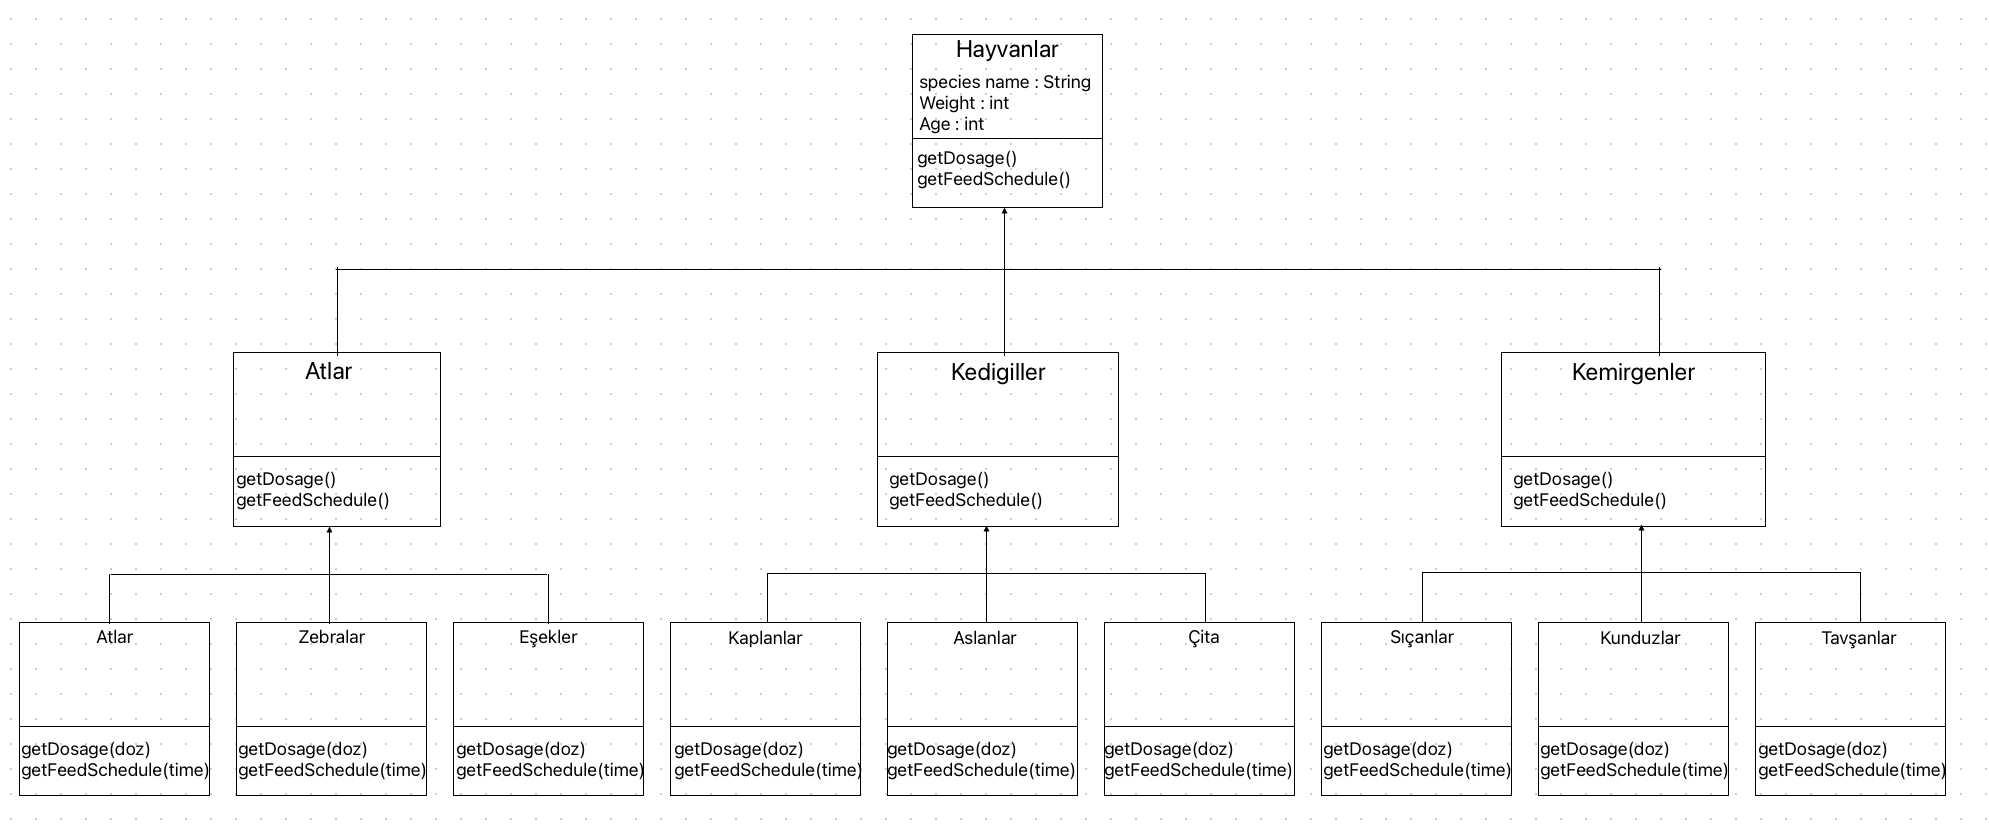 Hayvanlar
species name : String
Weight : int
Age : int
getDosage()
getFeedSchedule()
Atlar
getDosage()
getFeedSchedule()
Kedigiller
getDosage()
getFeedSchedule()
Kemirgenler
getDosage()
getFeedSchedule()
Atlar
getDosage(doz)
getFeedSchedule(time)
Zebralar
getDosage(doz)
getFeedSchedule(time)
Eşekler
getDosage(doz)
getFeedSchedule(time)
Kaplanlar
getDosage(doz)
getFeedSchedule(time)
Aslanlar
getDosage(doz)
getFeedSchedule(time)
Çita
getDosage(doz)
getFeedSchedule(time)
Sıçanlar
getDosage(doz)
getFeedSchedule(time)
Kunduzlar
getDosage(doz)
getFeedSchedule(time)
Tavşanlar
getDosage(doz)
getFeedSchedule(time)